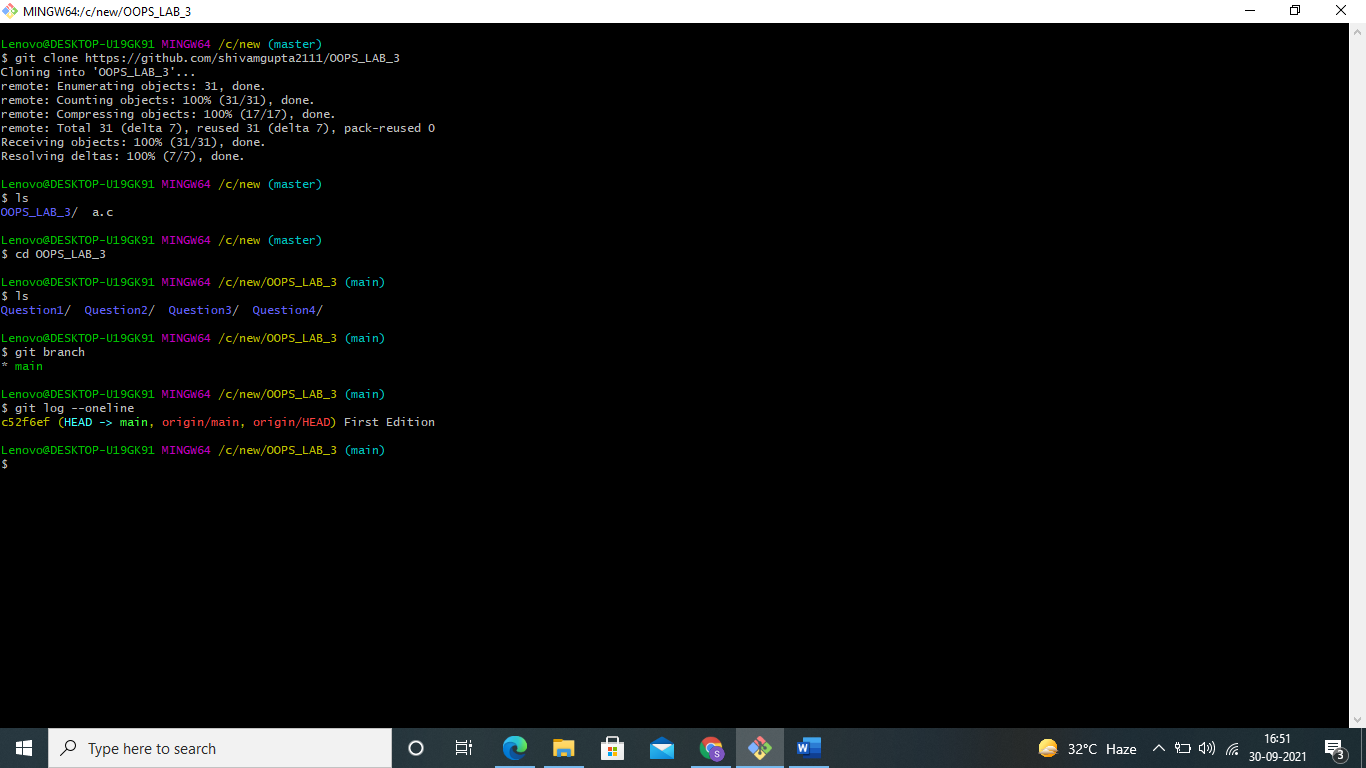 MINGW64:/c/new/OOPS_LAB_3
Lenovo@DESKTOP-U19GK91 MINGW64 /c/new (master)
$ git clone https://github.com/shivamgupta2111/OOPS_LAB_3
Cloning into 'OOPS_LAB_3'...
remote: Enumerating objects: 31, done.
remote: Counting objects: 100% (31/31), done.
remote: Compressing objects: 100% (17/17), done.
remote: Total 31 (delta 7), reused 31 (delta 7), pack-reused 0
Receiving objects: 100% (31/31), done.
Resolving deltas: 100% (7/7), done.
Lenovo@DESKTOP-U19GK91 MINGW64 /c/new (master)
$ ls
OOPS_LAB_3/  a.c
Lenovo@DESKTOP-U19GK91 MINGW64 /c/new (master)
$ cd OOPS_LAB_3
Lenovo@DESKTOP-U19GK91 MINGW64 /c/new/OOPS_LAB_3 (main)
$ ls
Question1/  Question2/  Question3/  Question4/
Lenovo@DESKTOP-U19GK91 MINGW64 /c/new/OOPS_LAB_3 (main)
$ git branch
* main
Lenovo@DESKTOP-U19GK91 MINGW64 /c/new/OOPS_LAB_3 (main)
$ git log --oneline
c52f6ef (HEAD -> main, origin/main, origin/HEAD) First Edition
Lenovo@DESKTOP-U19GK91 MINGW64 /c/new/OOPS_LAB_3 (main)
$
Type here to search
S
W
32°C Haze
16:51
30-09-2021
3